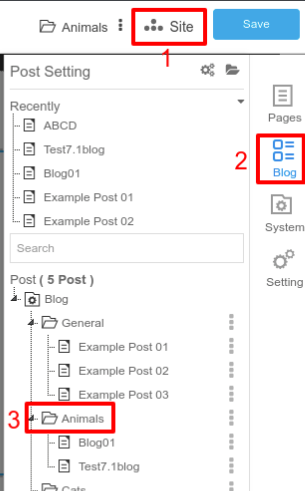 Animals Site Save
1
Post Setting
Recently
ABCD
Test7.1blog
Blog01
Example Post 01
Example Post 02
Search
Post ( 5 Post )
Blog
General
Example Post 01
Example Post 02
Example Post 03
3 Animals
Blog01
Test7.1blog
Cats
Pages
2
Blog
System
Setting